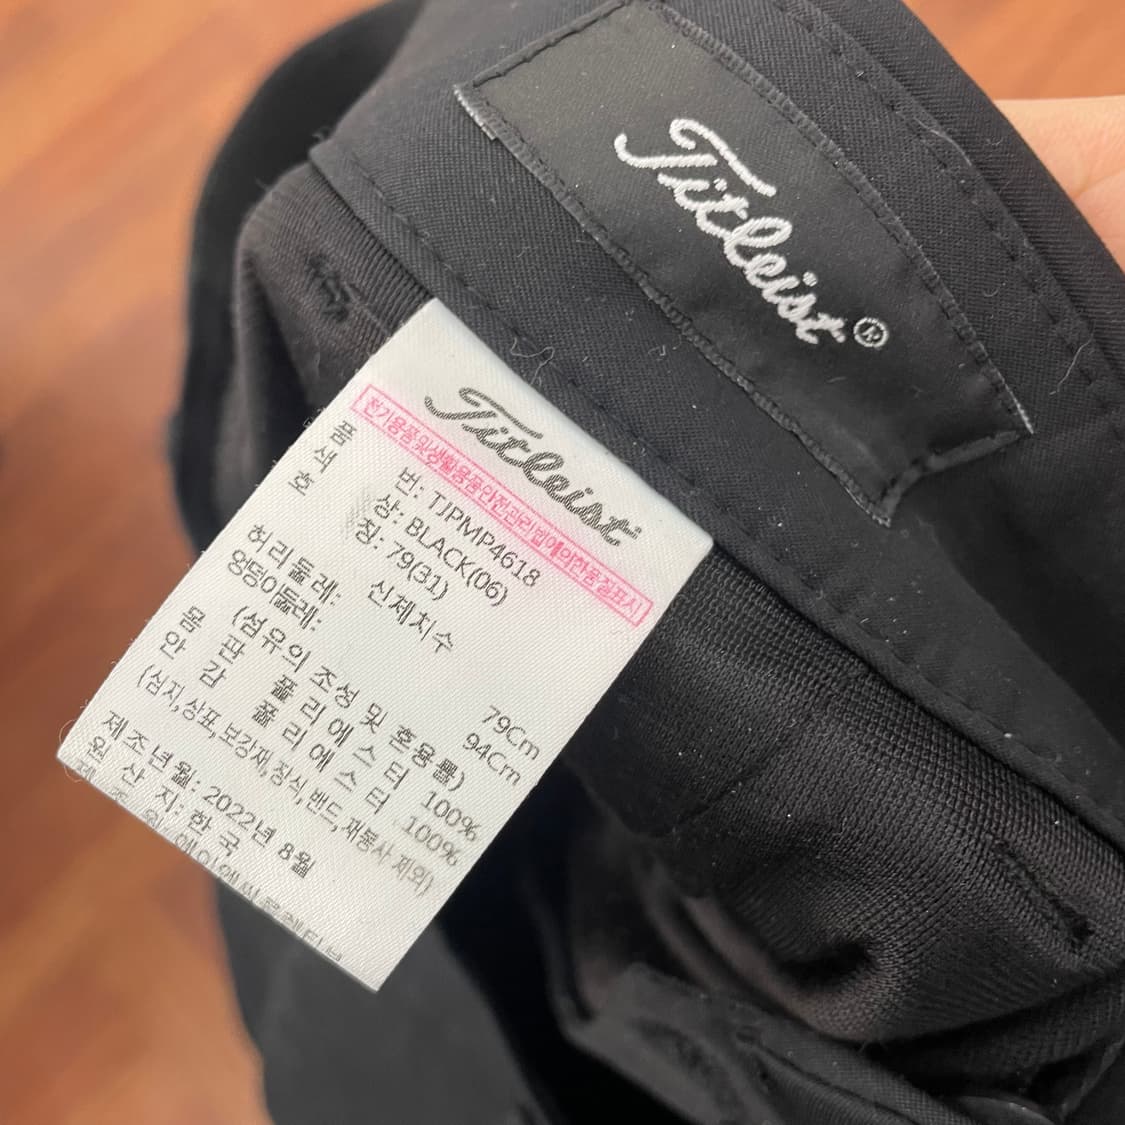 Titleist®
Titleist
전기용품및생활용품안전관리법에의한품질표시
품 번: TJPMP4618
색 상: BLACK(06)
호 칭: 79(31)
신체치수
허리둘레: 79Cm
엉덩이둘레: 94Cm
(섬유의 조성 및 혼용률)
몸 판 폴리에스터 100%
안 감 폴리에스터 100%
(심지,상표,보강재,장식,밴드,재봉사 제외)
제조년월: 2022년 8월
원 산 지: 한 국